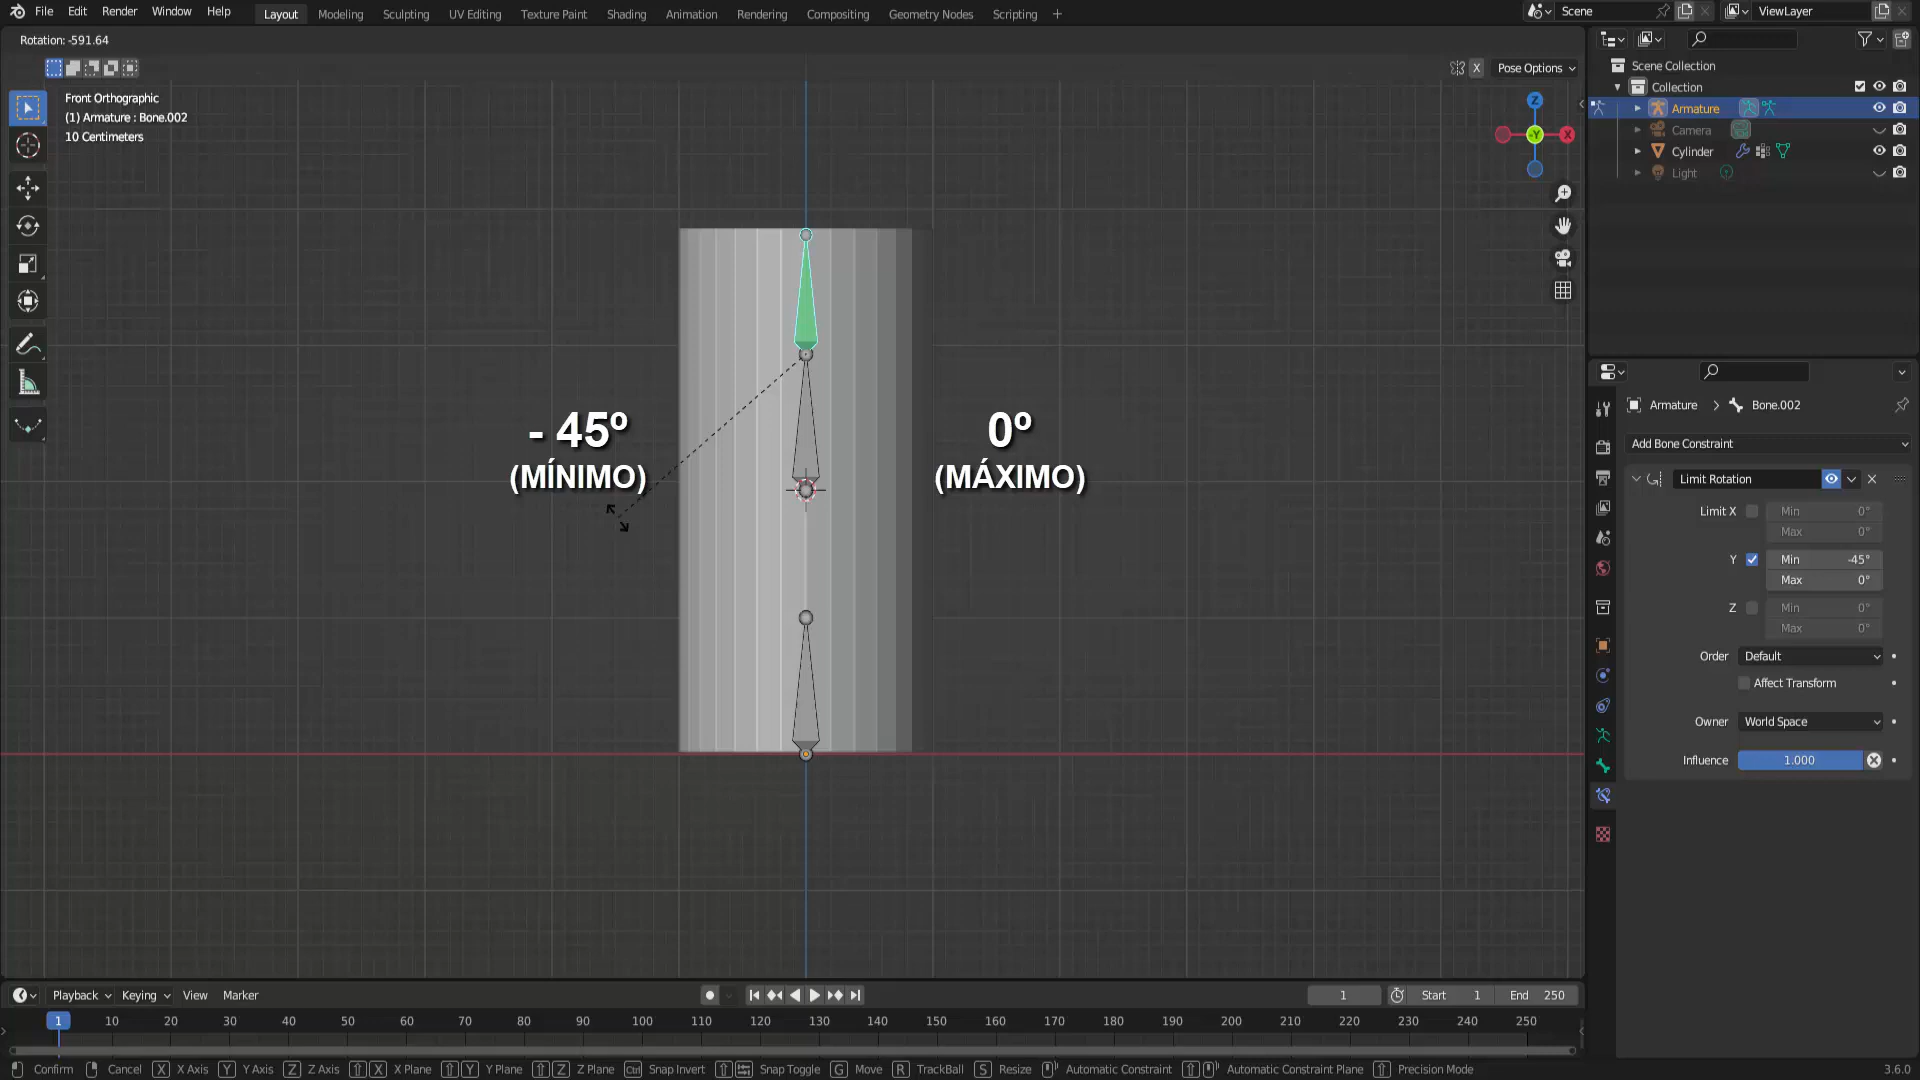 File Edit Render Window Help Layout Modeling Sculpting UV Editing Texture Paint Shading Animation Rendering Compositing Geometry Nodes Scripting + Scene ViewLayer
Rotation: -591.64
X Pose Options
Front Orthographic
(1) Armature : Bone.002
10 Centimeters
Z
-Y
X
Scene Collection
Collection
Armature
Camera
Cylinder
Light
- 45º
(MÍNIMO)
0º
(MÁXIMO)
Armature > Bone.002
Add Bone Constraint
Limit Rotation
Limit X Min 0°
Max 0°
Y Min -45°
Max 0°
Z Min 0°
Max 0°
Order Default
Affect Transform
Owner World Space
Influence 1.000
Playback Keying View Marker 1 Start 1 End 250
1 10 20 30 40 50 60 70 80 90 100 110 120 130 140 150 160 170 180 190 200 210 220 230 240 250
Confirm Cancel X X Axis Y Y Axis Z Z Axis X X Plane Y Y Plane Z Z Plane Ctrl Snap Invert Snap Toggle G Move R TrackBall S Resize Automatic Constraint Automatic Constraint Plane Precision Mode 3.6.0